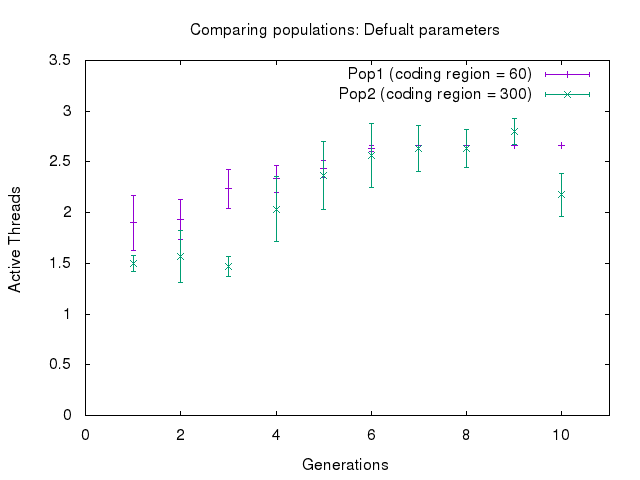 Comparing populations: Defualt parameters
Pop1 (coding region = 60)
Pop2 (coding region = 300)
3.5
3
2.5
2
1.5
1
0.5
0
0 2 4 6 8 10
Active Threads
Generations